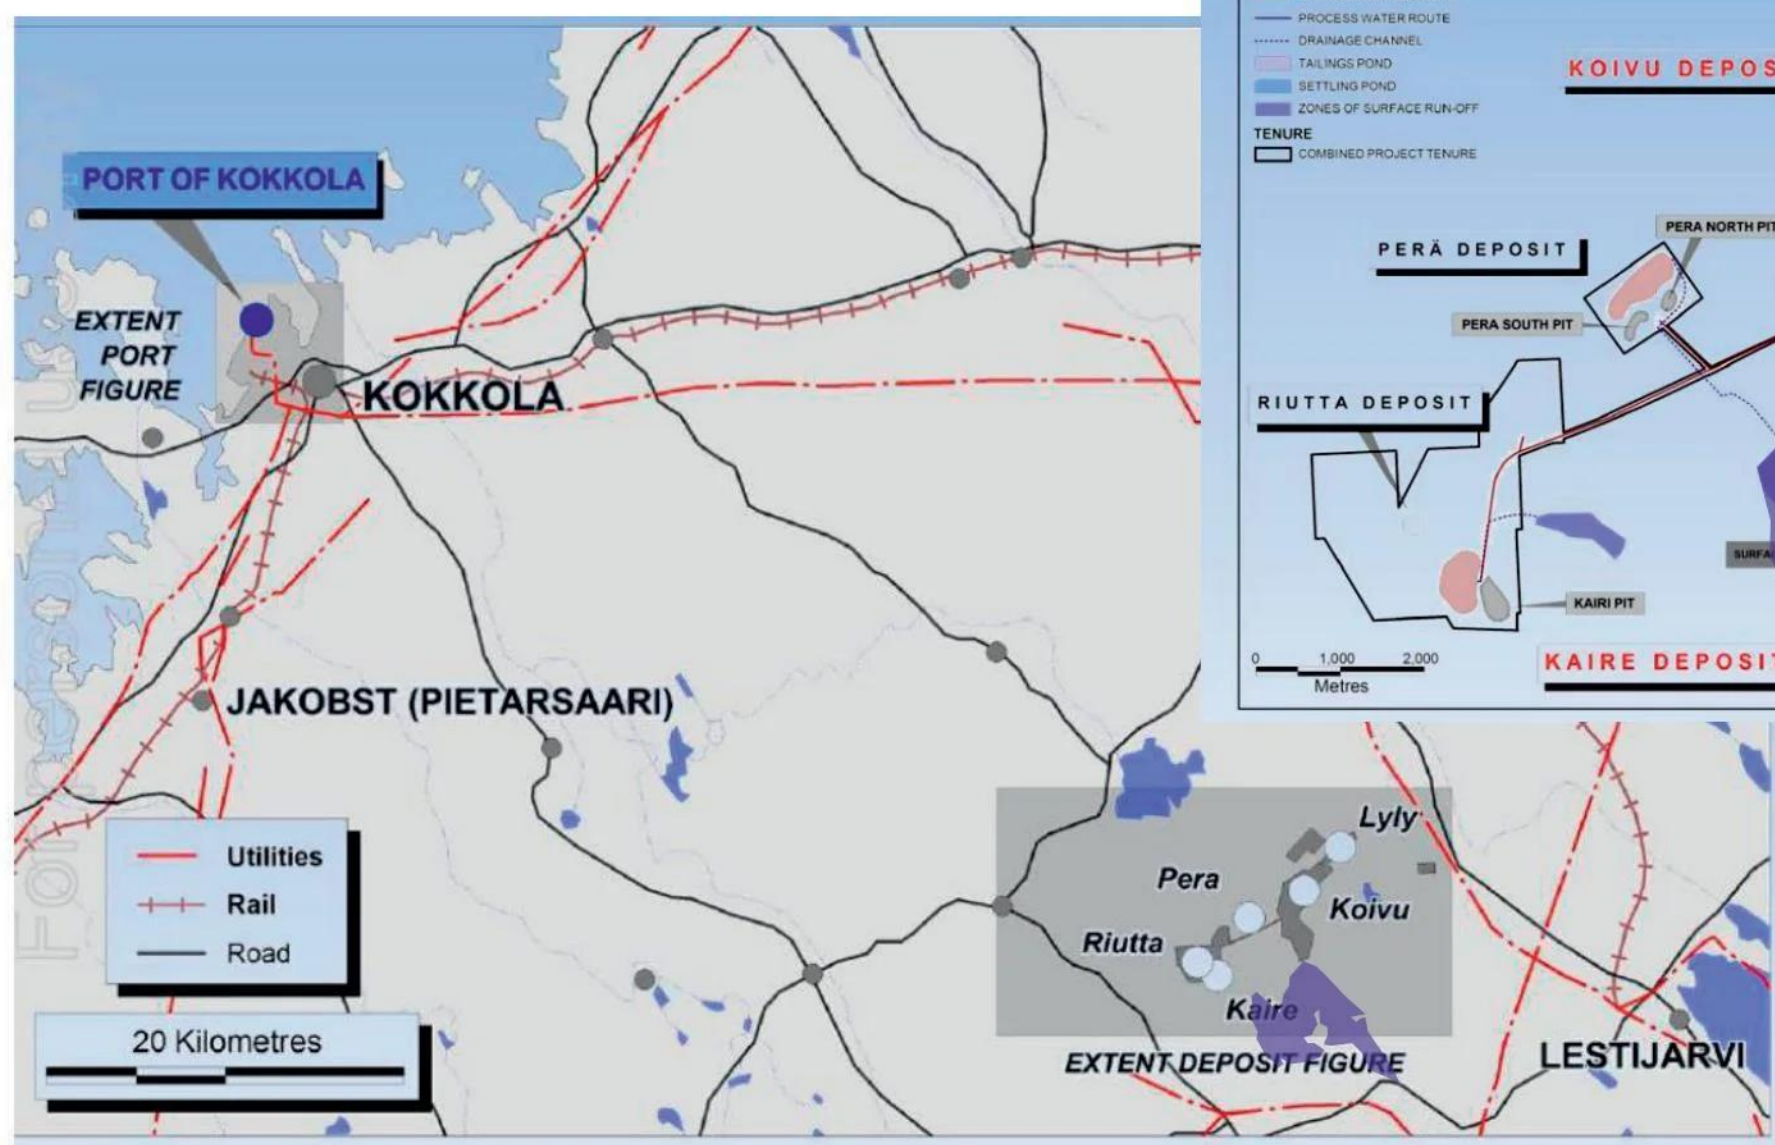 PROCESS WATER ROUTE
DRAINAGE CHANNEL
TAILINGS POND
SETTLING POND
ZONES OF SURFACE RUN-OFF
TENURE
COMBINED PROJECT TENURE
KOIVU DEPOS
PERA NORTH PIT
PERÄ DEPOSIT
PERA SOUTH PIT
RIUTTA DEPOSIT
SURFA
KAIRI PIT
0 1,000 2,000
Metres
KAIRE DEPOSIT
PORT OF KOKKOLA
EXTENT
PORT
FIGURE
KOKKOLA
JAKOBST (PIETARSAARI)
Utilities
Rail
Road
20 Kilometres
Lyly
Pera
Koivu
Riutta
Kaire
EXTENT DEPOSIT FIGURE
LESTIJARVI